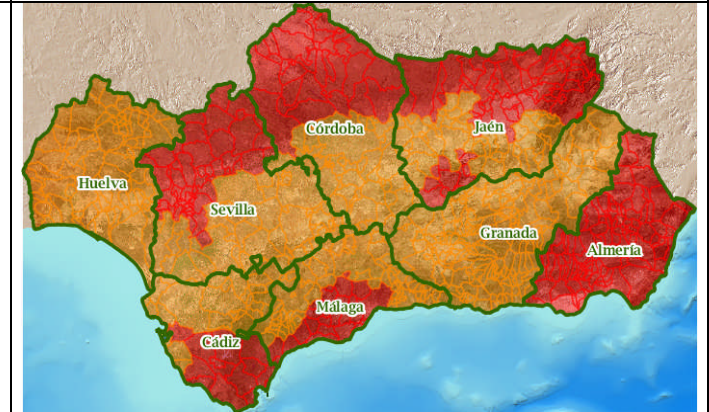 Córdoba
Jaén
Huelva
Sevilla
Granada
Almería
Málaga
Cádiz